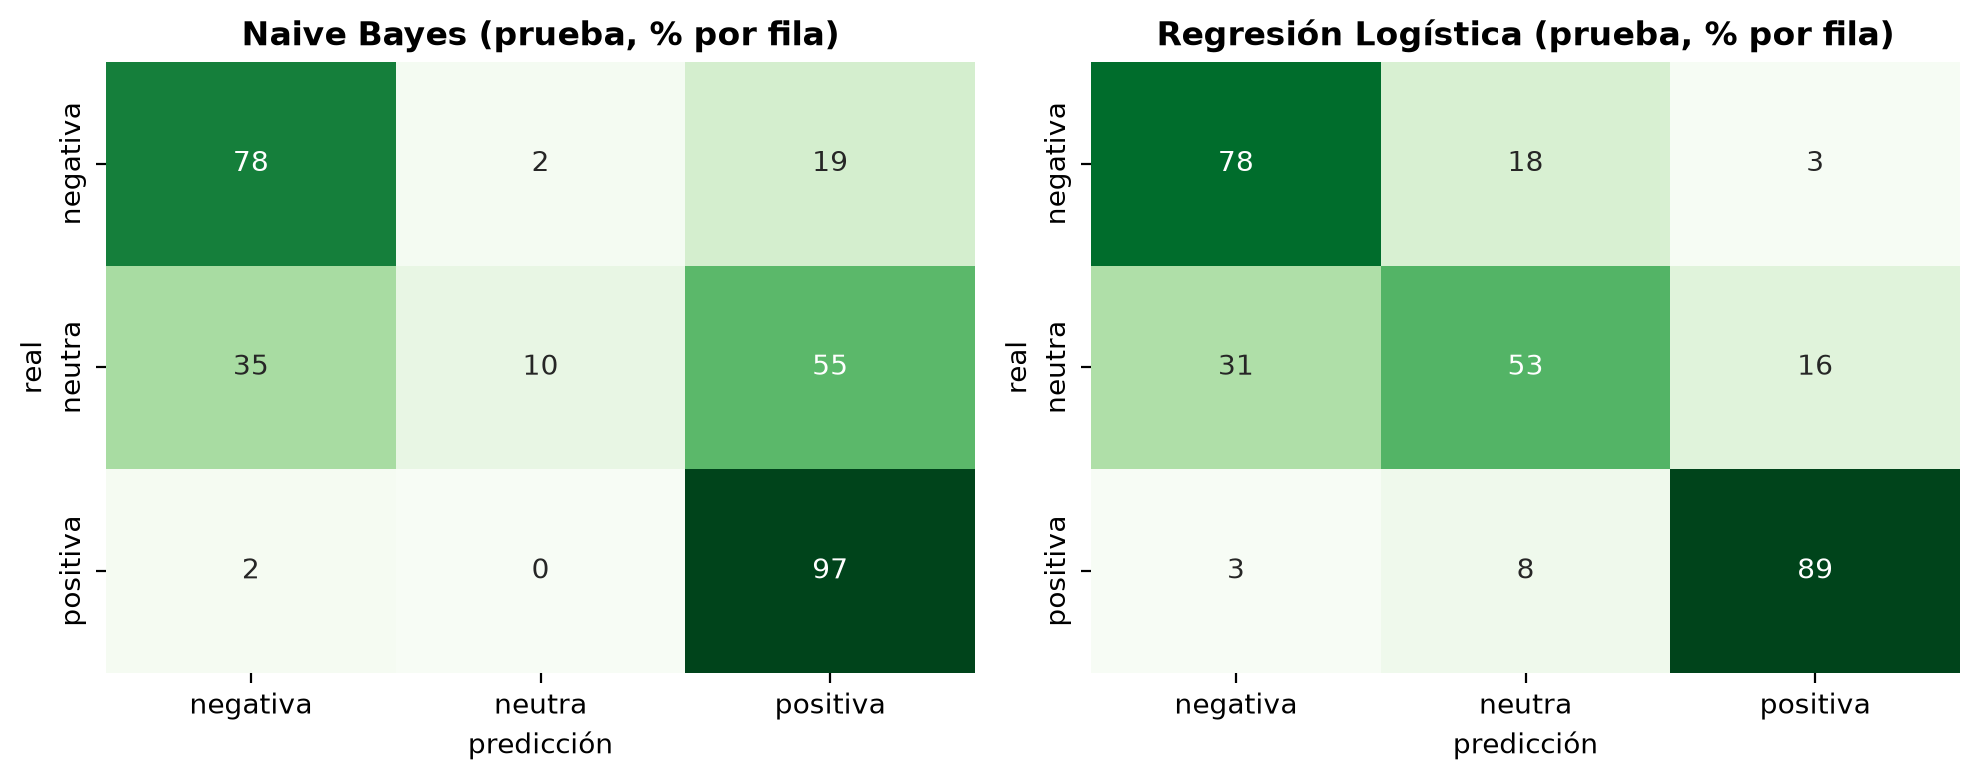 Naive Bayes (prueba, % por fila)
real
negativa
78 2 19
neutra
35 10 55
positiva
2 0 97
negativa neutra positiva
predicción
Regresión Logística (prueba, % por fila)
real
negativa
78 18 3
neutra
31 53 16
positiva
3 8 89
negativa neutra positiva
predicción